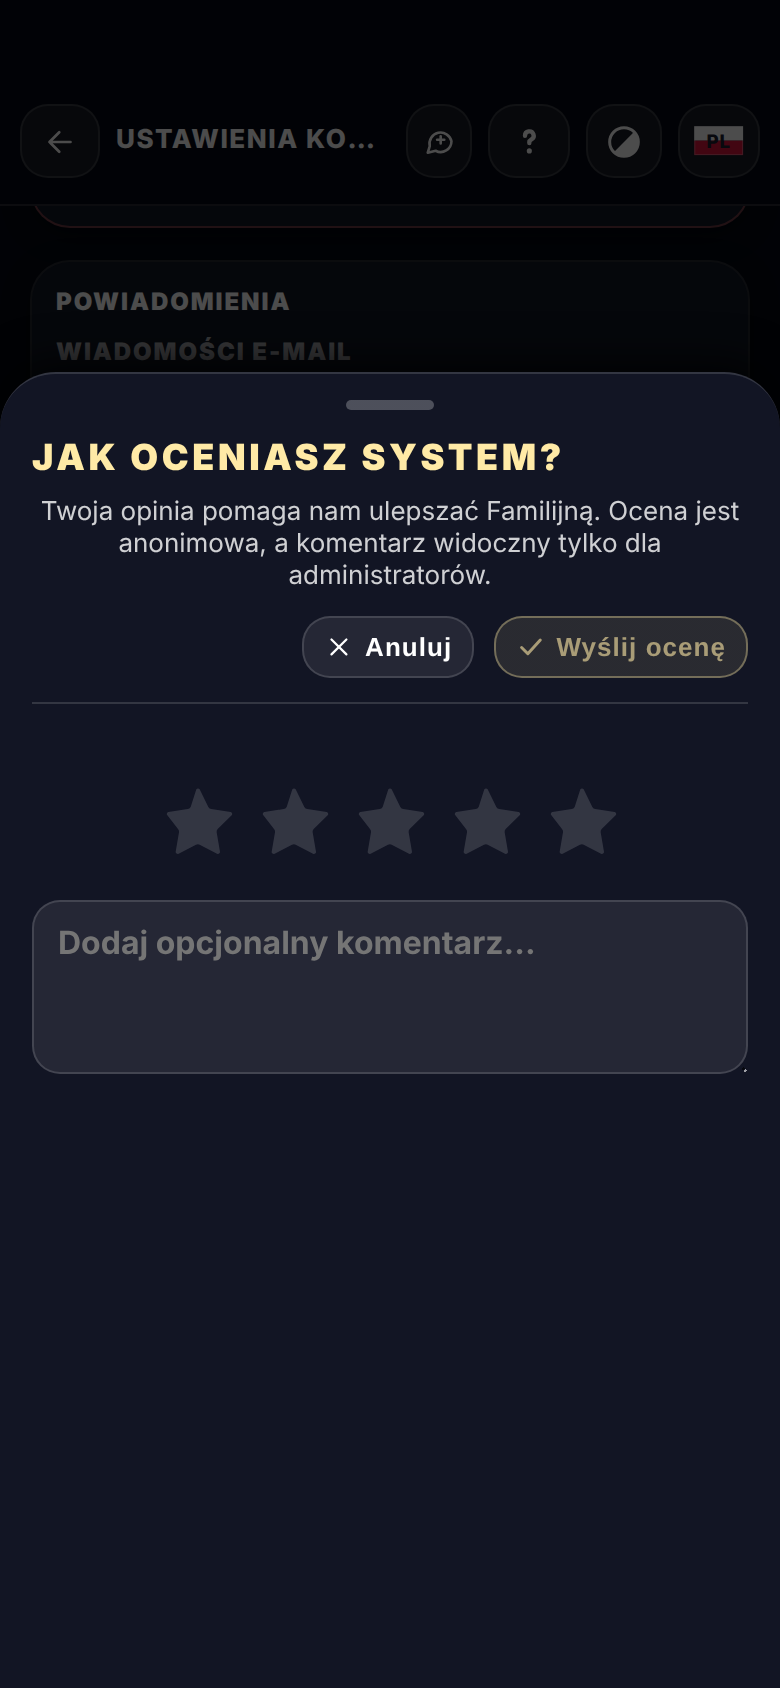 USTAWIENIA KO...
?
PL
POWIADOMIENIA
WIADOMOŚCI E-MAIL
JAK OCENIASZ SYSTEM?
Twoja opinia pomaga nam ulepszać Familijną. Ocena jest
anonimowa, a komentarz widoczny tylko dla
administratorów.
Anuluj
Wyślij ocenę
Dodaj opcjonalny komentarz...